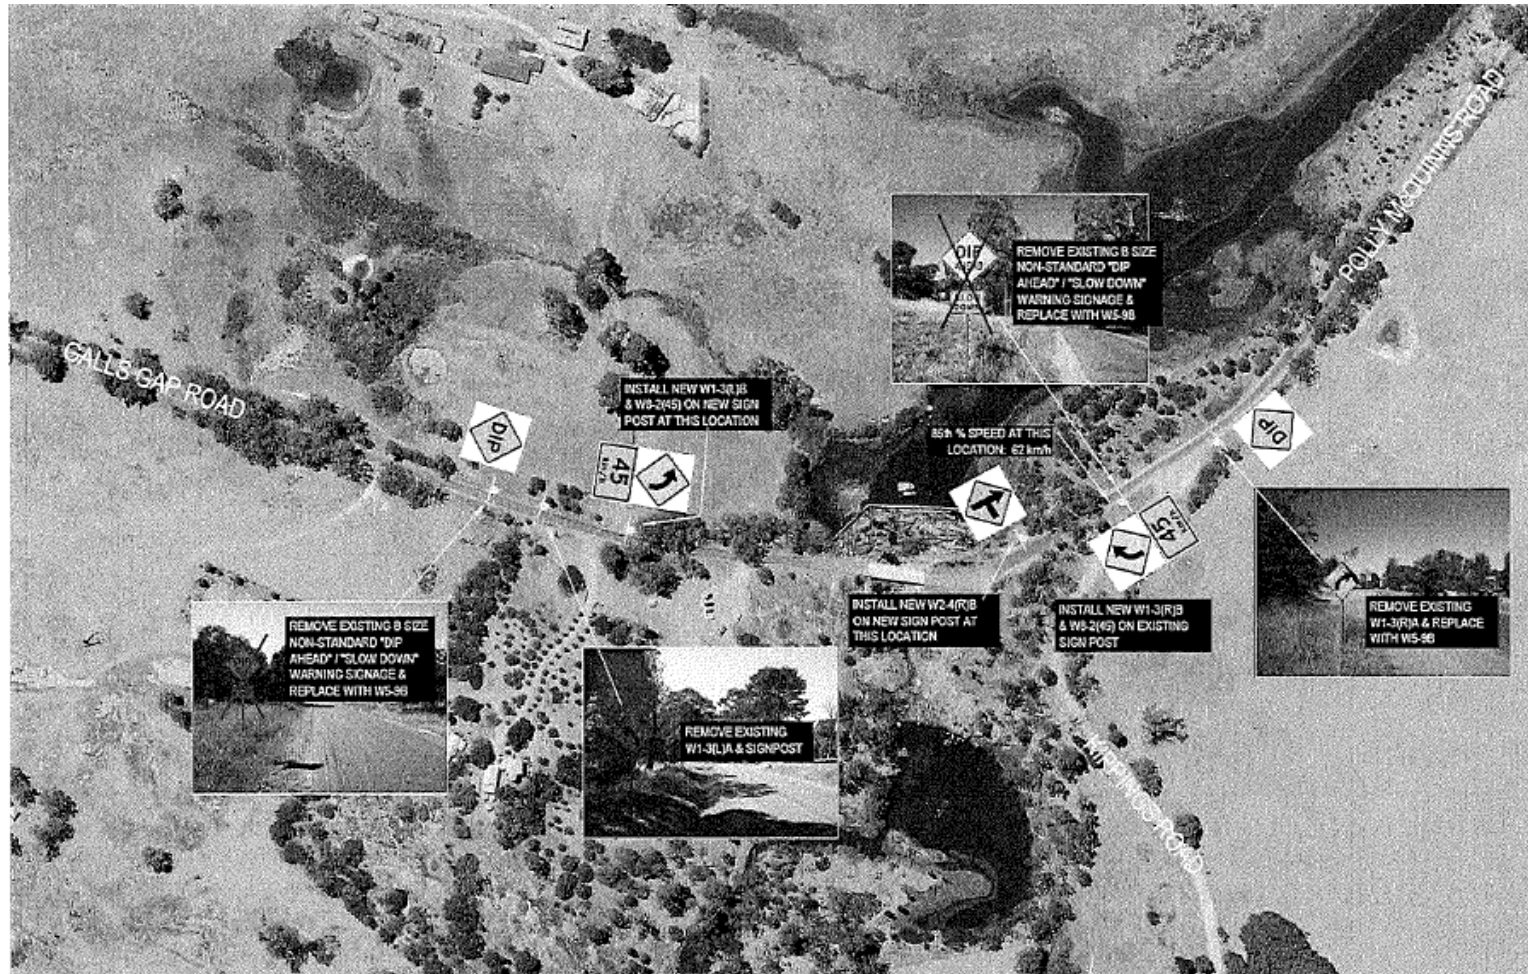 REMOVE EXISTING B SIZE
NON-STANDARD "DIP
AHEAD" / "SLOW DOWN"
WARNING SIGNAGE &
REPLACE WITH W5-9B
POLLY MCQUINNS ROAD
GALLS GAP ROAD
INSTALL NEW W1-3(L)B
& W8-2(45) ON NEW SIGN
POST AT THIS LOCATION
DIP
45
km/h
85th % SPEED AT THIS
LOCATION: 62 km/h
DIP
45
km/h
INSTALL NEW W2-4(R)B
ON NEW SIGN POST AT
THIS LOCATION
INSTALL NEW W1-3(R)B
& W8-2(45) ON EXISTING
SIGN POST
REMOVE EXISTING
W1-3(R)A & REPLACE
WITH W5-9B
REMOVE EXISTING B SIZE
NON-STANDARD "DIP
AHEAD" / "SLOW DOWN"
WARNING SIGNAGE &
REPLACE WITH W5-9B
REMOVE EXISTING
W1-3(L)A & SIGNPOST
DIP